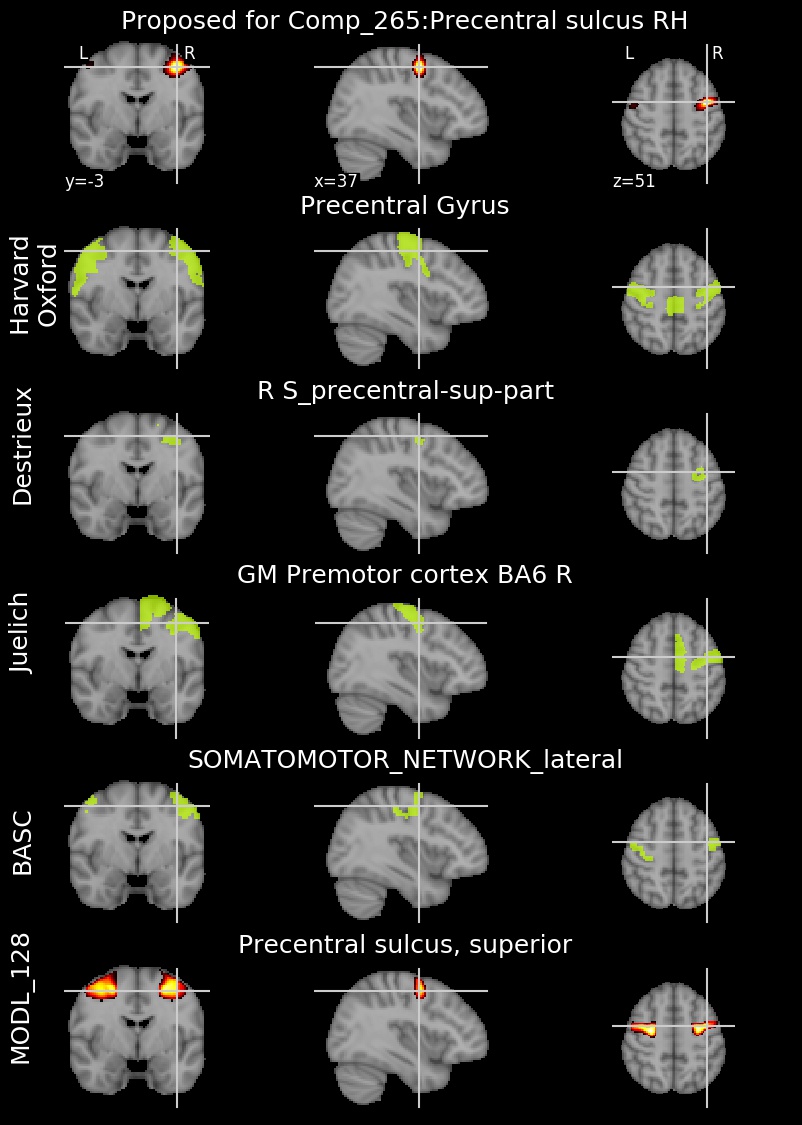 Proposed for Comp_265:Precentral sulcus RH
L R
L R
y=-3
x=37
z=51
Precentral Gyrus
Harvard
Oxford
R S_precentral-sup-part
Destrieux
GM Premotor cortex BA6 R
Juelich
SOMATOMOTOR_NETWORK_lateral
BASC
Precentral sulcus, superior
MODL_128